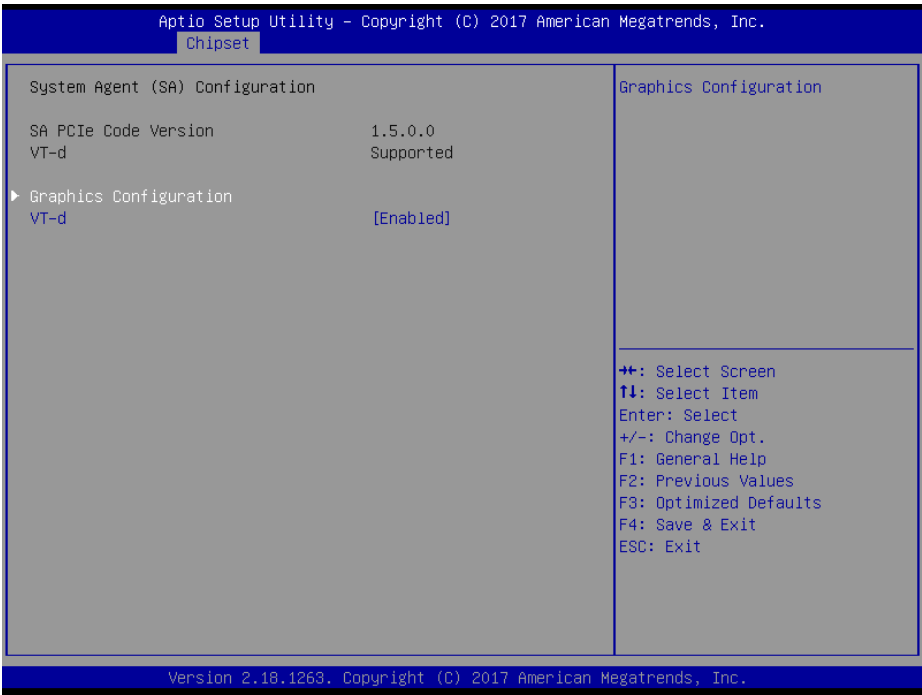 Aptio Setup Utility – Copyright (C) 2017 American Megatrends, Inc.
Chipset
System Agent (SA) Configuration
SA PCIe Code Version 1.5.0.0
VT-d Supported
Graphics Configuration
VT-d [Enabled]
Graphics Configuration
→←: Select Screen
↑↓: Select Item
Enter: Select
+/-: Change Opt.
F1: General Help
F2: Previous Values
F3: Optimized Defaults
F4: Save & Exit
ESC: Exit
Version 2.18.1263. Copyright (C) 2017 American Megatrends, Inc.